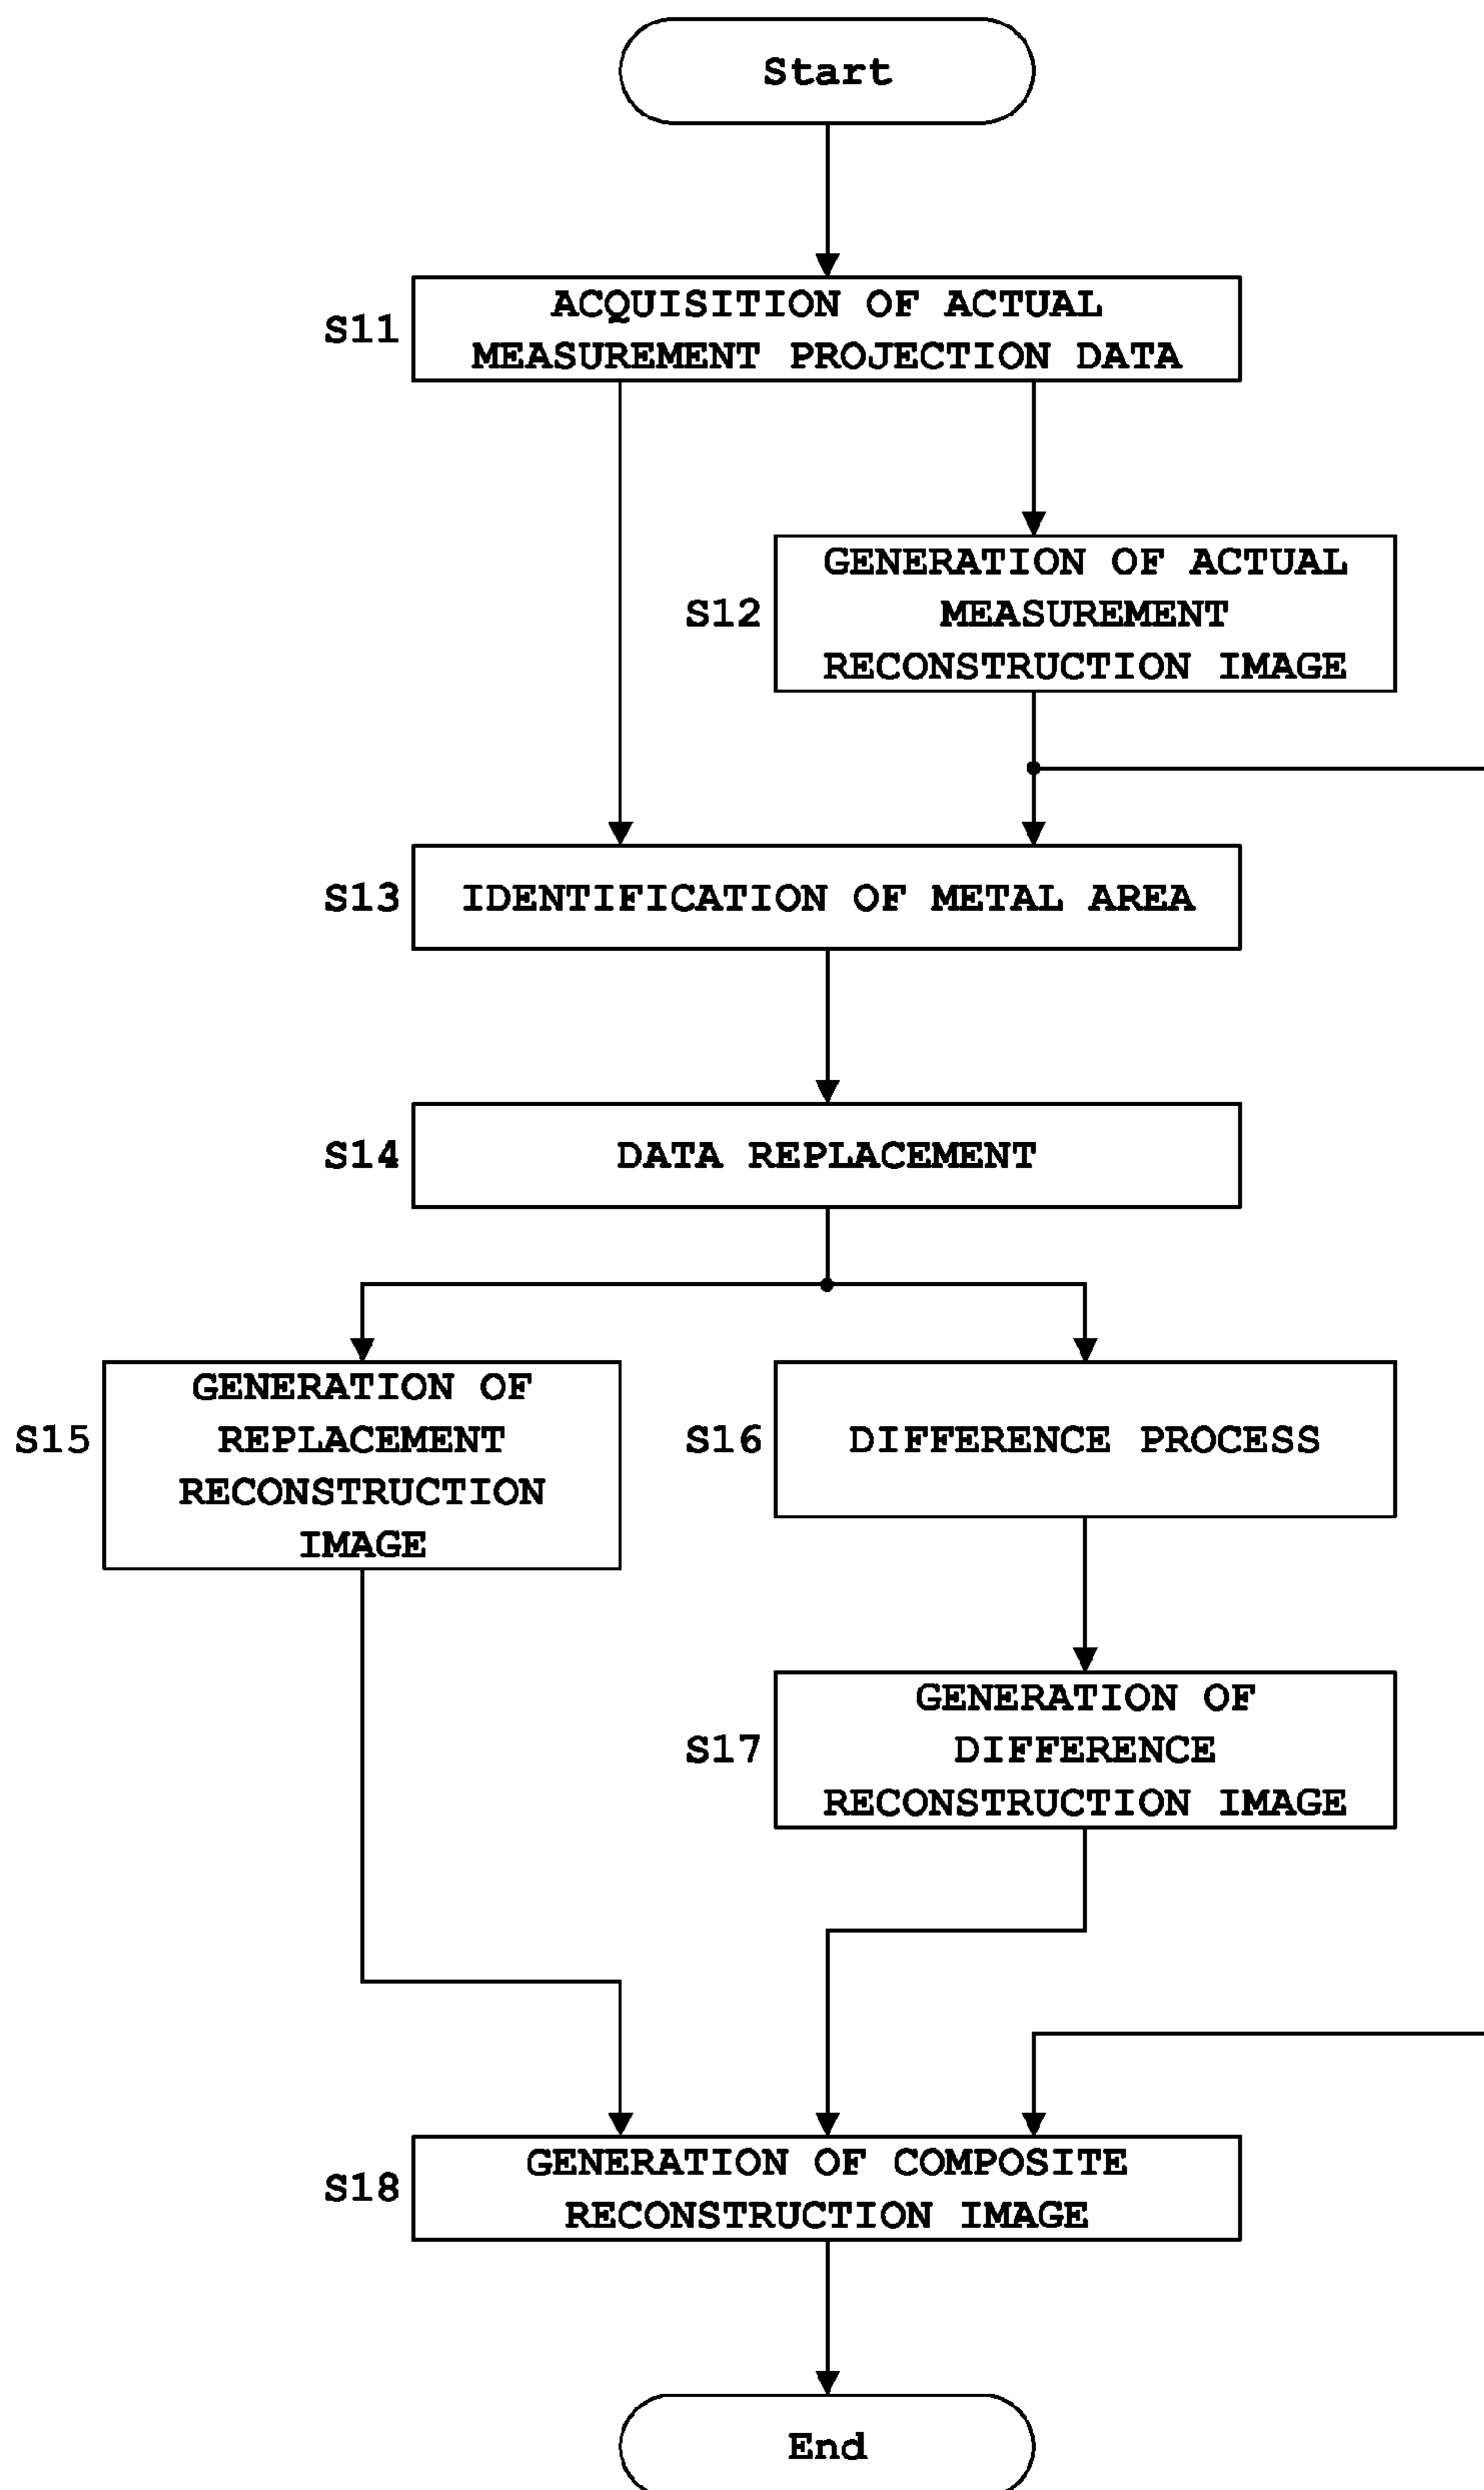 Start
S11
ACQUISITION OF ACTUAL
MEASUREMENT PROJECTION DATA
S12
GENERATION OF ACTUAL
MEASUREMENT
RECONSTRUCTION IMAGE
S13
IDENTIFICATION OF METAL AREA
S14
DATA REPLACEMENT
S15
GENERATION OF
REPLACEMENT
RECONSTRUCTION
IMAGE
S16
DIFFERENCE PROCESS
S17
GENERATION OF
DIFFERENCE
RECONSTRUCTION IMAGE
S18
GENERATION OF COMPOSITE
RECONSTRUCTION IMAGE
End